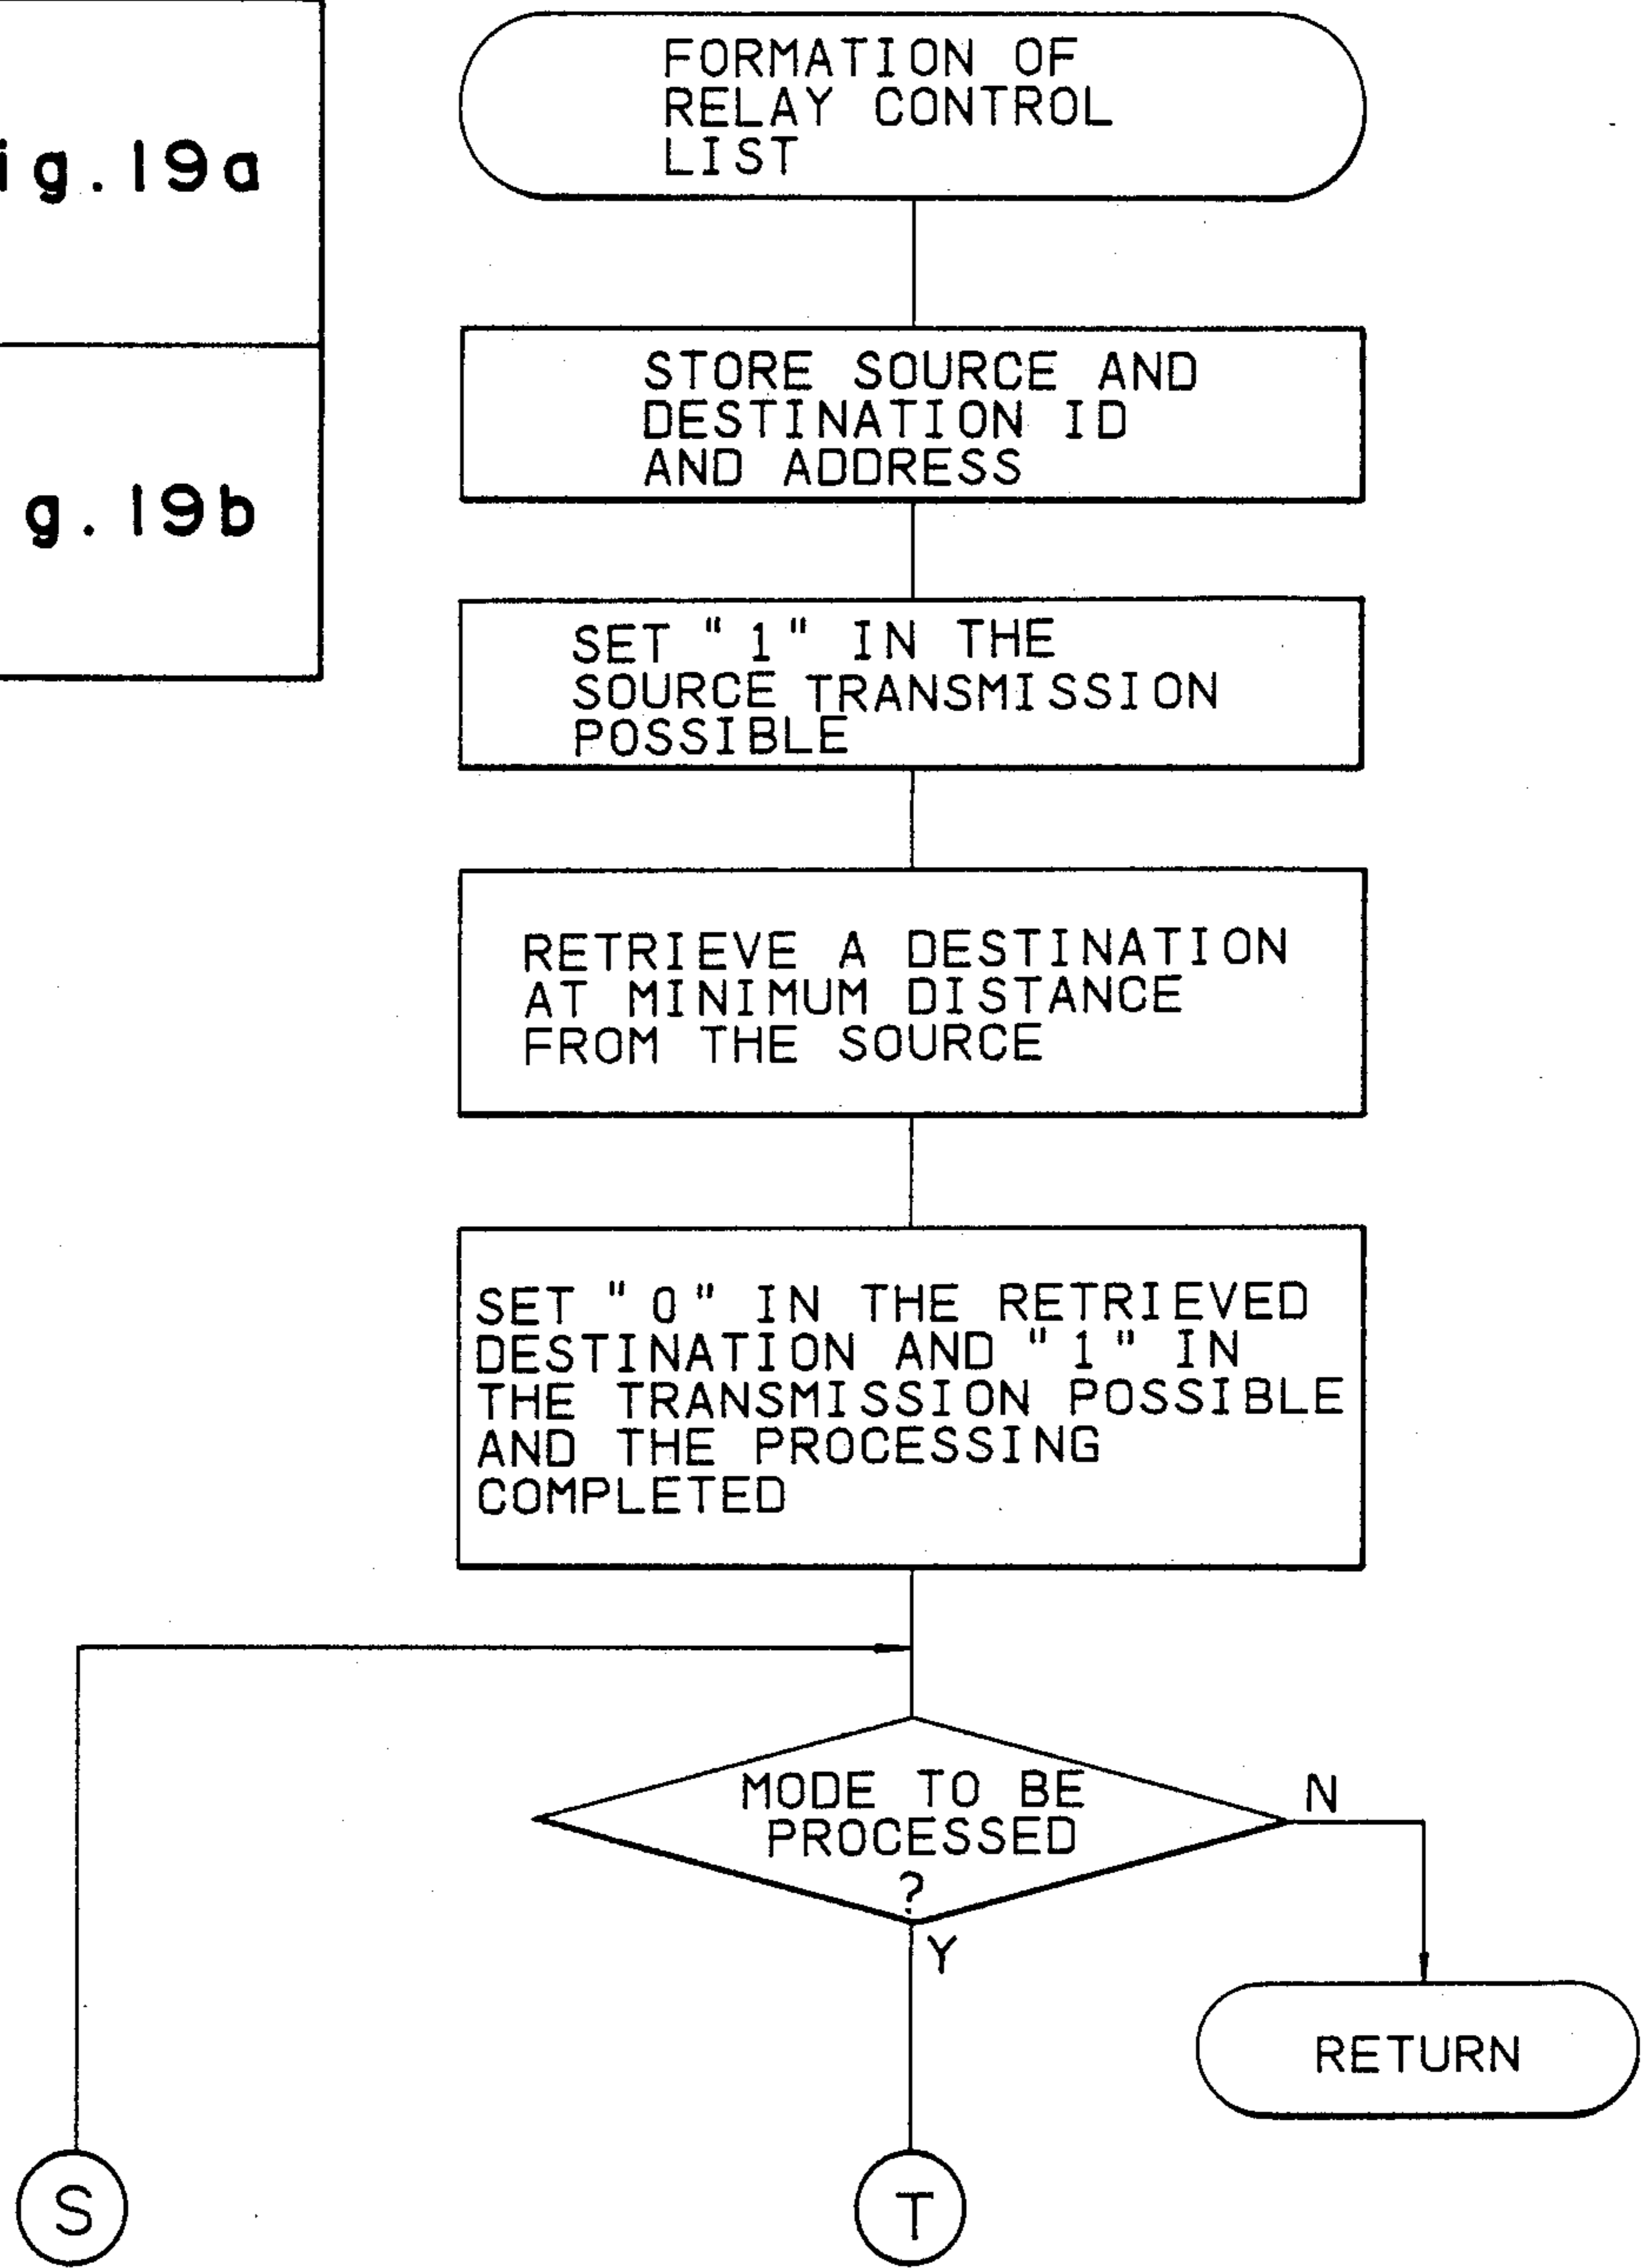 ig.19a
g.19b
FORMATION OF
RELAY CONTROL
LIST
STORE SOURCE AND
DESTINATION ID
AND ADDRESS
SET "1" IN THE
SOURCE TRANSMISSION
POSSIBLE
RETRIEVE A DESTINATION
AT MINIMUM DISTANCE
FROM THE SOURCE
SET "0" IN THE RETRIEVED
DESTINATION AND "1" IN
THE TRANSMISSION POSSIBLE
AND THE PROCESSING
COMPLETED
MODE TO BE
PROCESSED
?
N
Y
RETURN
S
T